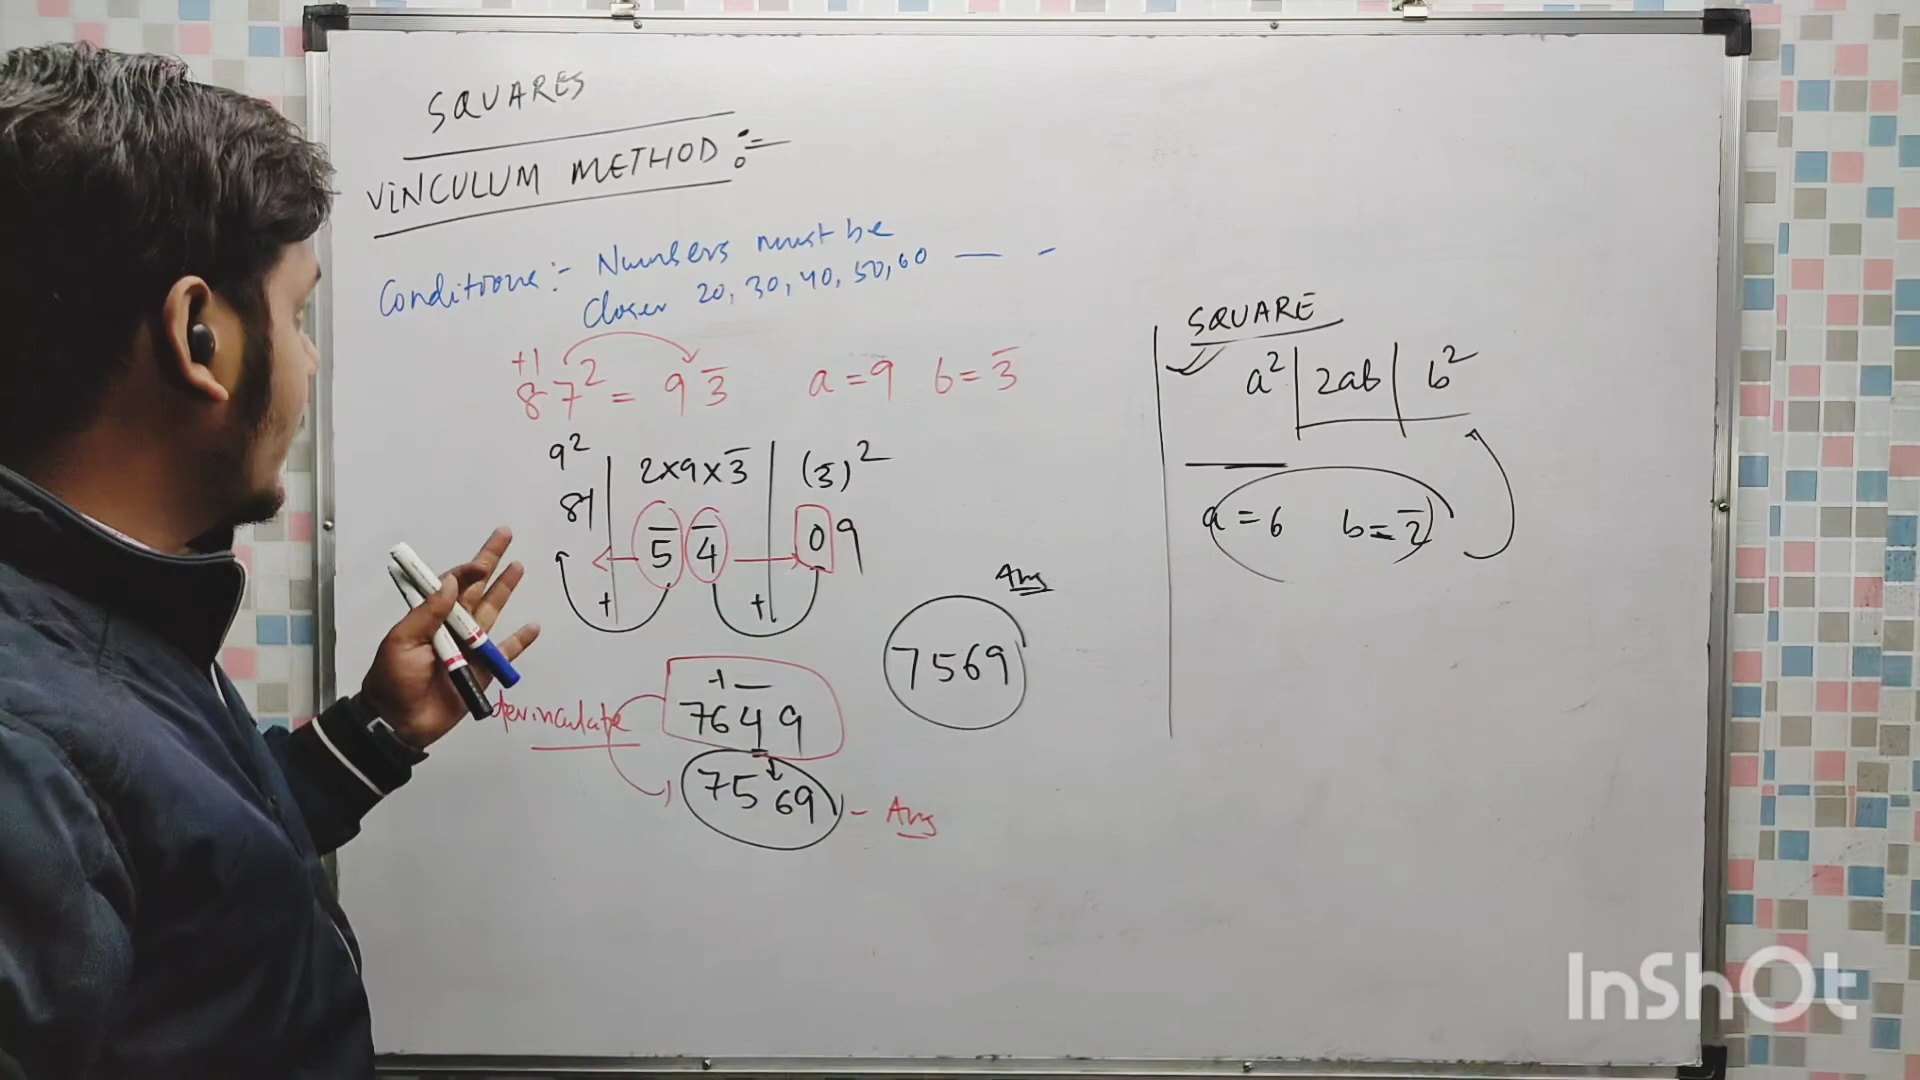 SQUARES
VINCULUM METHOD :-
Conditions :- Numbers must be
Closer 20, 30, 40, 50, 60 — -
+1
87² = 93̅ a = 9 b = 3̅
9² | 2×9×3̅ | (3̅)²
81 | 5̅ 4̅ | 09
+ +
764̅9
devinculate
7569 - Ans
Ans
7569
SQUARE
a² | 2ab | b²
a = 6 b = 2̅
InShOt